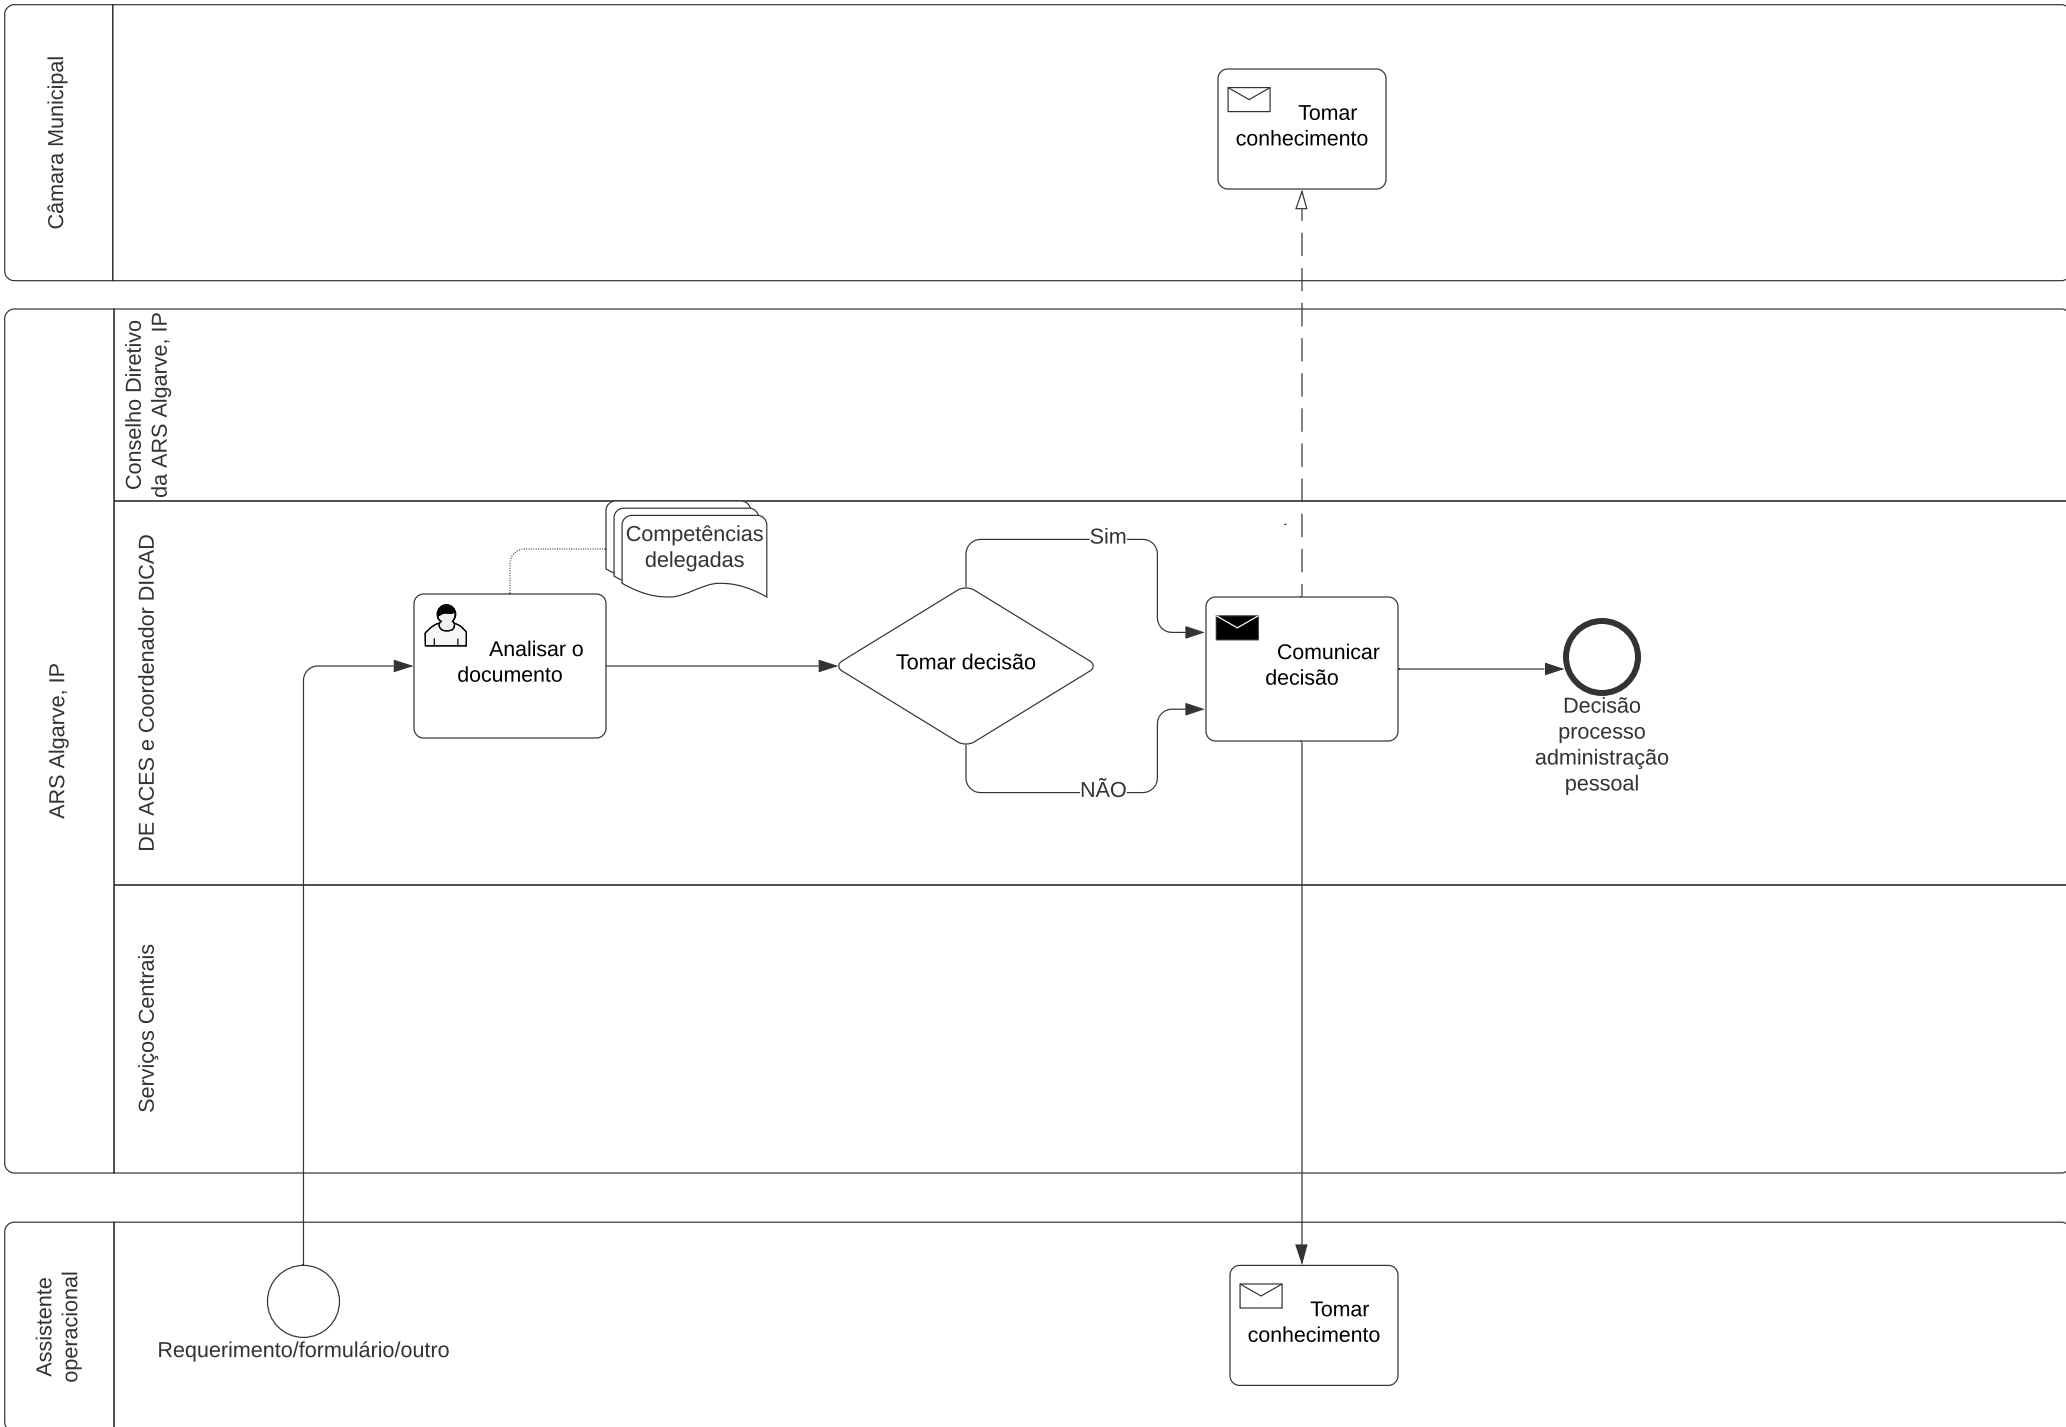 Câmara Municipal
Tomar
conhecimento
ARS Algarve, IP
Conselho Diretivo
da ARS Algarve, IP
DE ACES e Coordenador DICAD
Competências
delegadas
Analisar o
documento
Tomar decisão
Sim
NÃO
Comunicar
decisão
Decisão
processo
administração
pessoal
Serviços Centrais
Assistente
operacional
Requerimento/formulário/outro
Tomar
conhecimento